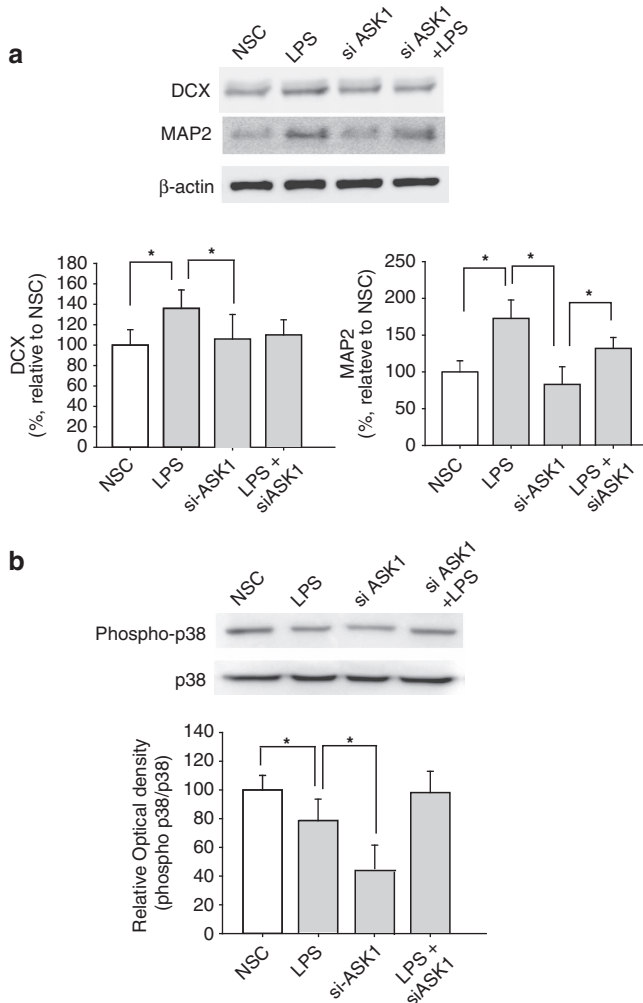 a
NSC
LPS
si ASK1
si ASK1
+LPS
DCX
MAP2
β-actin
DCX
(%, relative to NSC)
180
160
140
120
100
80
60
40
20
0
*
*
NSC
LPS
si-ASK1
LPS +
siASK1
MAP2
(%, relateve to NSC)
250
200
150
100
50
0
*
*
*
NSC
LPS
si-ASK1
LPS +
siASK1
b
NSC
LPS
si ASK1
si ASK1
+LPS
Phospho-p38
p38
Relative Optical density
(phospho p38/p38)
140
120
100
80
60
40
20
0
*
*
NSC
LPS
si-ASK1
LPS +
siASK1